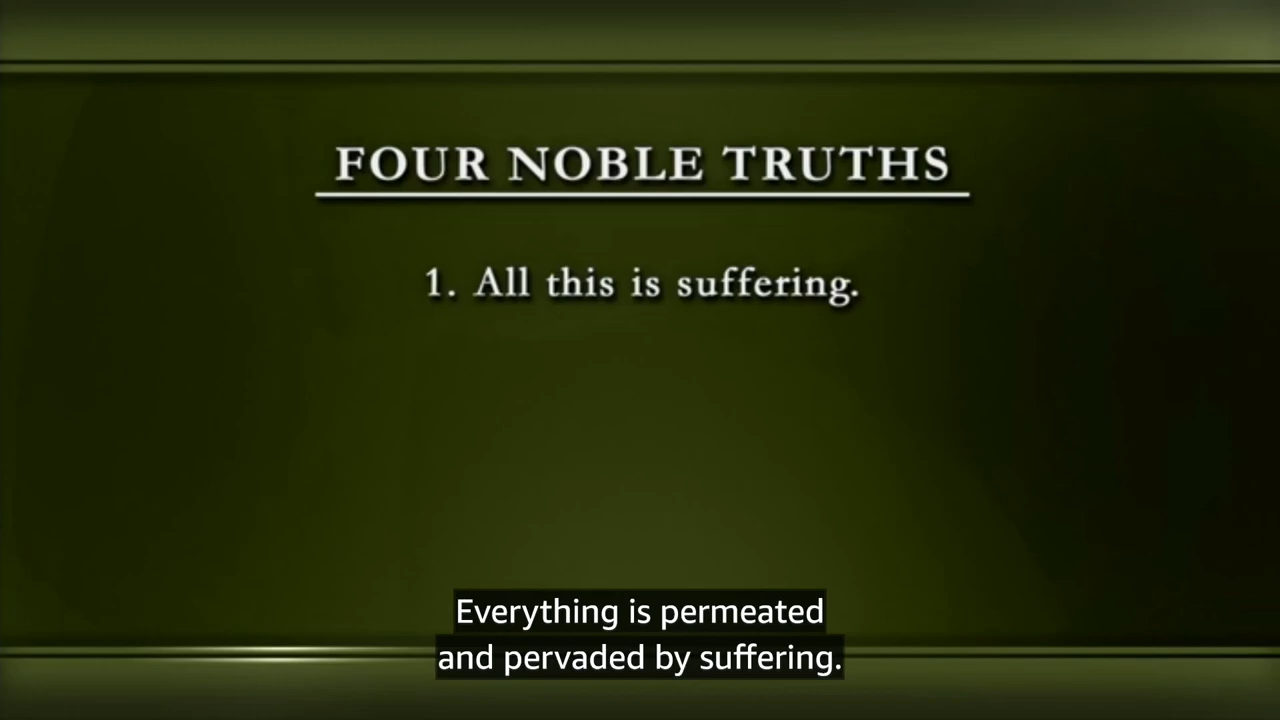 FOUR NOBLE TRUTHS
1. All this is suffering.
Everything is permeated
and pervaded by suffering.